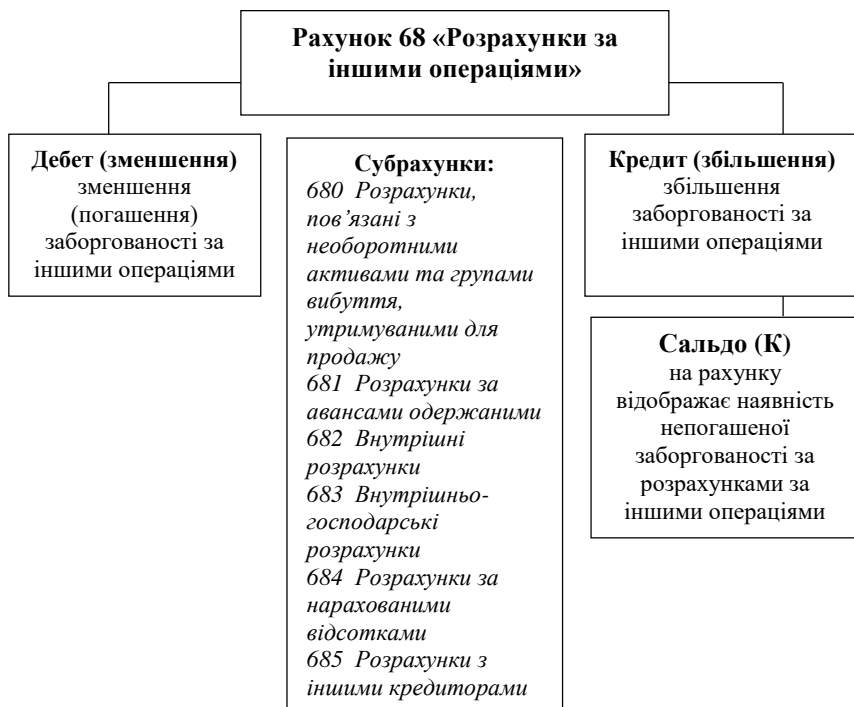 Рахунок 68 «Розрахунки за
іншими операціями»
Дебет (зменшення)
зменшення
(погашення)
заборгованості за
іншими операціями
Субрахунки:
680 Розрахунки,
пов’язані з
необоротними
активами та групами
вибуття,
утримуваними для
продажу
681 Розрахунки за
авансами одержаними
682 Внутрішні
розрахунки
683 Внутрішньо-
господарські
розрахунки
684 Розрахунки за
нарахованими
відсотками
685 Розрахунки з
іншими кредиторами
Кредит (збільшення)
збільшення
заборгованості за
іншими операціями
Сальдо (К)
на рахунку
відображає наявність
непогашеної
заборгованості за
розрахунками за
іншими операціями